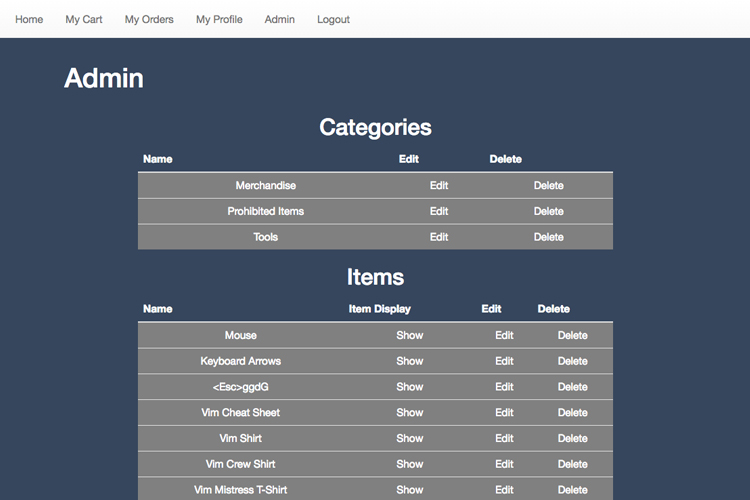 Home My Cart My Orders My Profile Admin Logout
Admin
Categories
Name Edit Delete
Merchandise Edit Delete
Prohibited Items Edit Delete
Tools Edit Delete
Items
Name Item Display Edit Delete
Mouse Show Edit Delete
Keyboard Arrows Show Edit Delete
<Esc>ggdG Show Edit Delete
Vim Cheat Sheet Show Edit Delete
Vim Shirt Show Edit Delete
Vim Crew Shirt Show Edit Delete
Vim Mistress T-Shirt Show Edit Delete